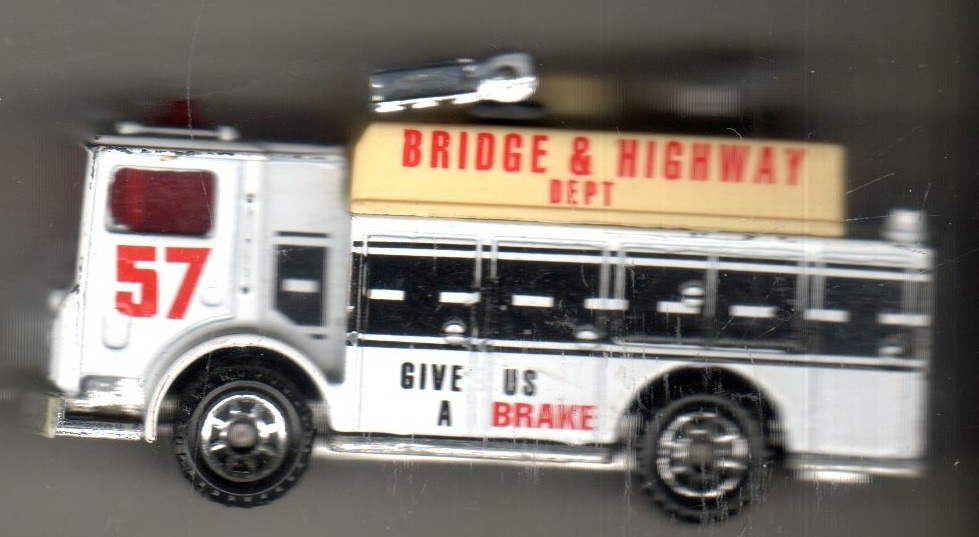 BRIDGE & HIGHWAY
DEPT
57
GIVE US
A BRAKE